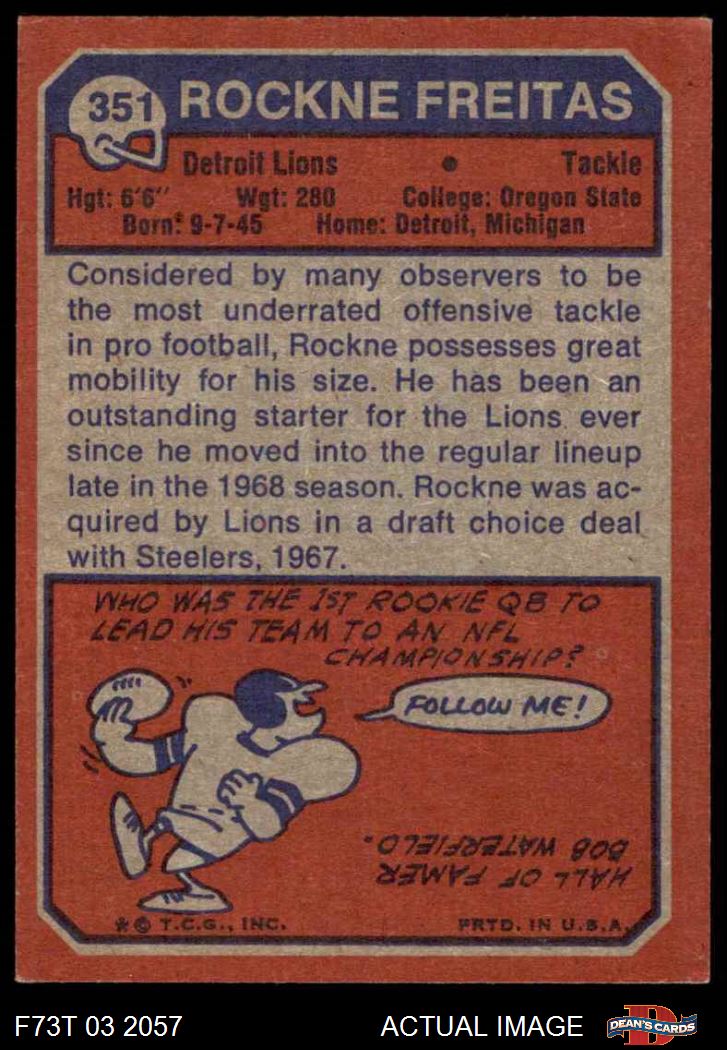 351 ROCKNE FREITAS
Detroit Lions • Tackle
Hgt: 6'6" Wgt: 280 College: Oregon State
Born: 9-7-45 Home: Detroit, Michigan
Considered by many observers to be
the most underrated offensive tackle
in pro football, Rockne possesses great
mobility for his size. He has been an
outstanding starter for the Lions ever
since he moved into the regular lineup
late in the 1968 season. Rockne was ac-
quired by Lions in a draft choice deal
with Steelers, 1967.
WHO WAS THE 1ST ROOKIE QB TO
LEAD HIS TEAM TO AN NFL
CHAMPIONSHIP?
FOLLOW ME!
HALL OF FAMER
BOB WATERFIELD.
*© T.C.G., INC. PRTD. IN U.S.A.
F73T 03 2057 ACTUAL IMAGE D DEAN'S CARDS